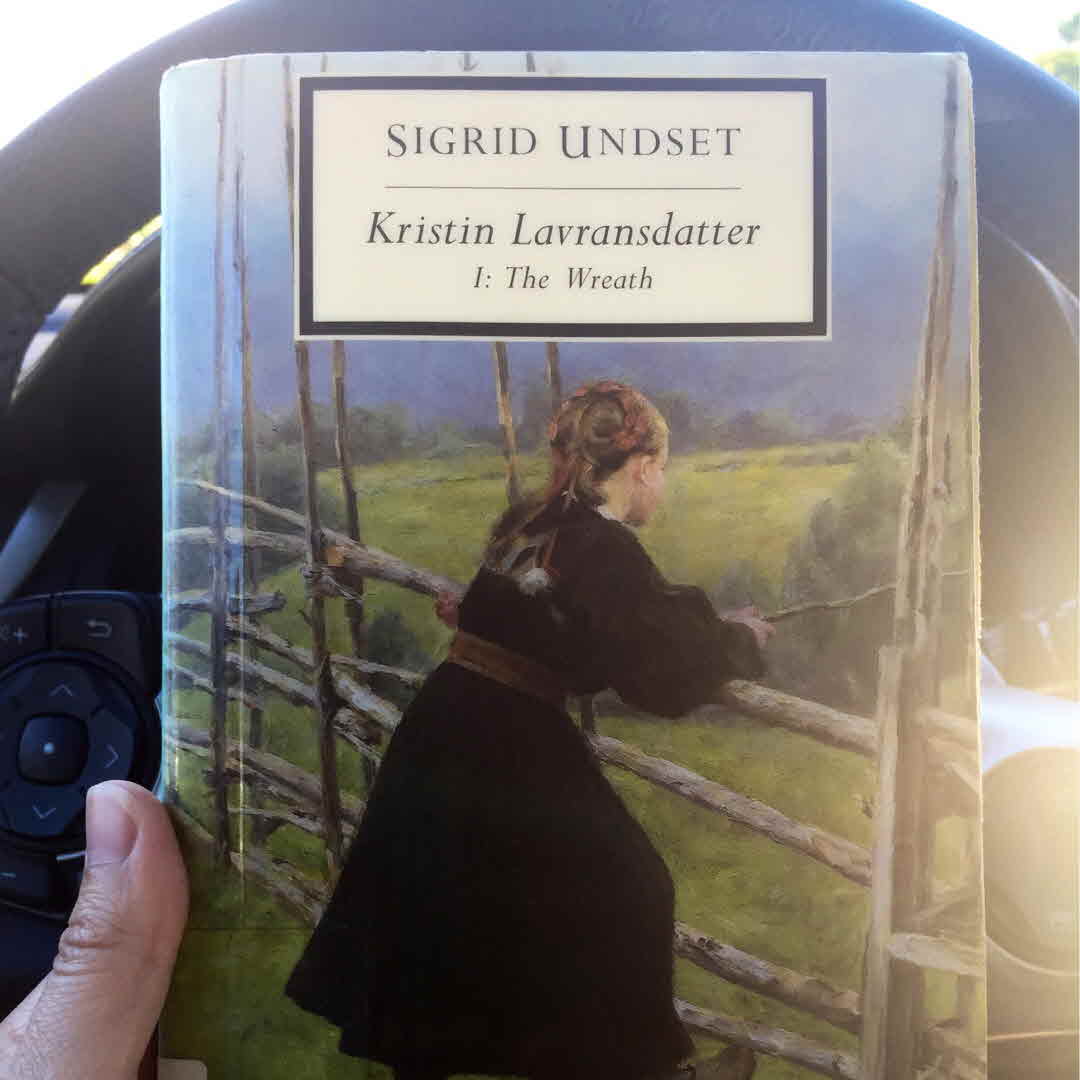 SIGRID UNDSET
Kristin Lavransdatter
I: The Wreath